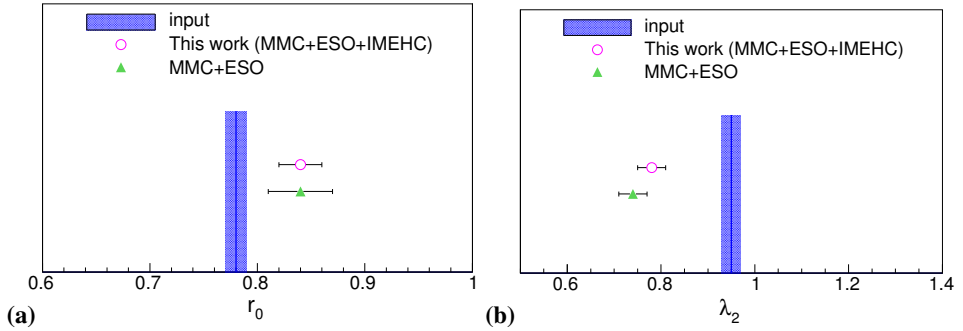 input
This work (MMC+ESO+IMEHC)
MMC+ESO
0.6 0.7 0.8 0.9 1
r₀
(a)
input
This work (MMC+ESO+IMEHC)
MMC+ESO
0.6 0.8 1 1.2 1.4
λ₂
(b)